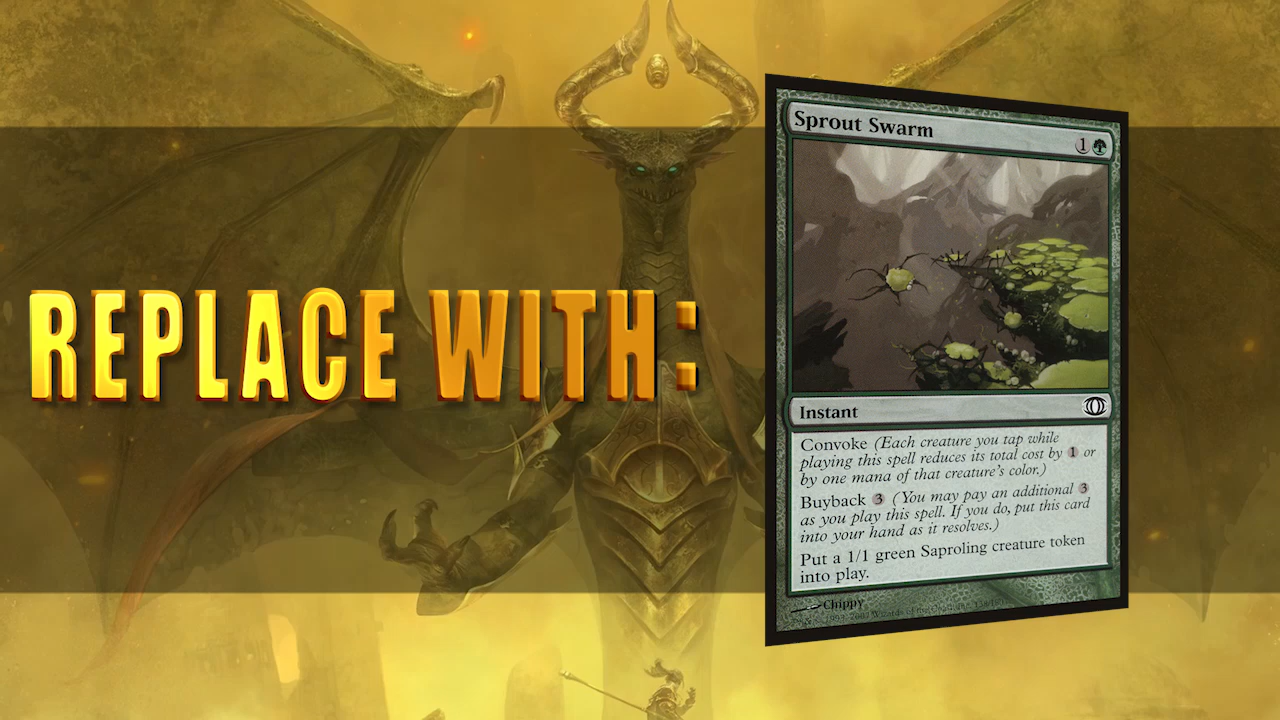 REPLACE WITH:
Sprout Swarm
1
Instant
Convoke (Each creature you tap while
playing this spell reduces its total cost by 1 or
by one mana of that creature's color.)
Buyback 3 (You may pay an additional 3
as you play this spell. If you do, put this card
into your hand as it resolves.)
Put a 1/1 green Saproling creature token
into play.
Chippy